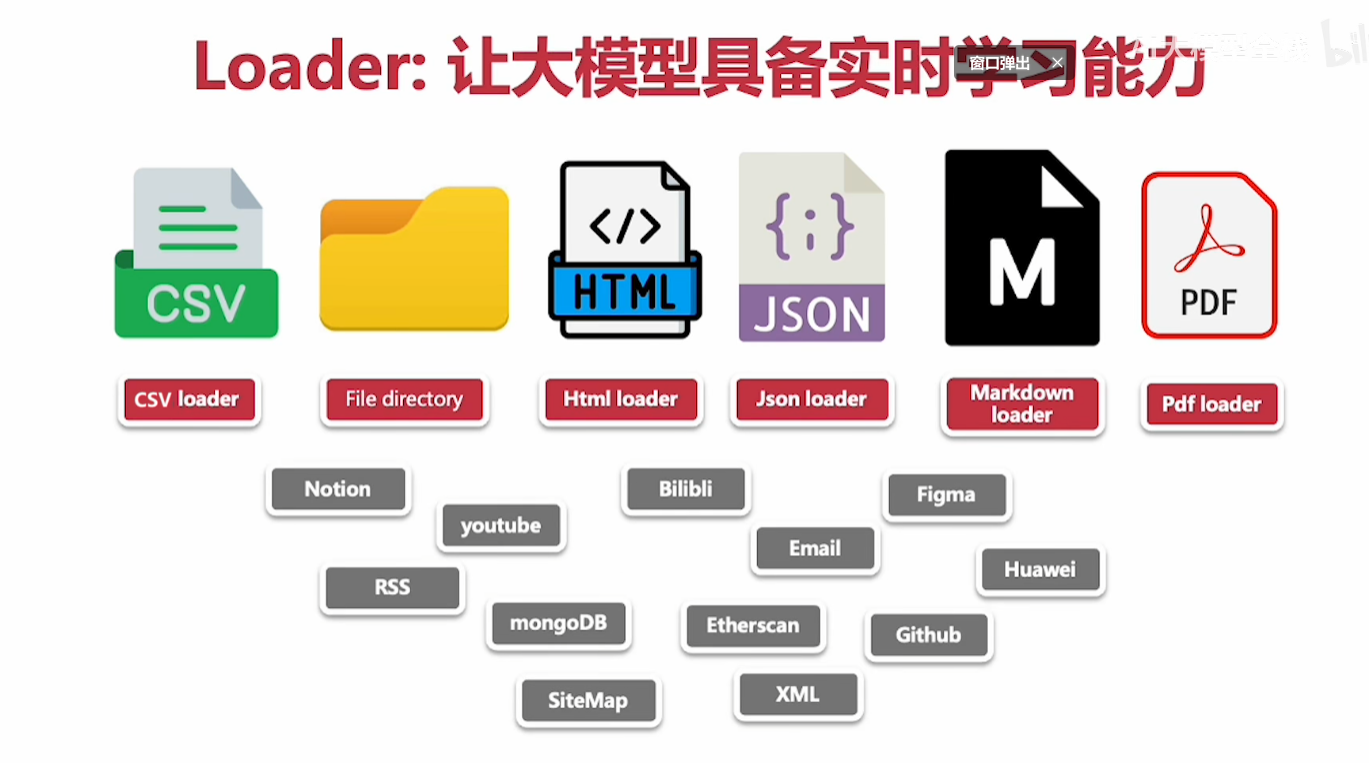 Loader: 让大模型具备实时学习能力
窗口弹出 ×
CSV
</>
HTML
{;}
JSON
M
PDF
CSV loader
File directory
Html loader
Json loader
Markdown
loader
Pdf loader
Notion
Bilibli
Figma
youtube
Email
Huawei
RSS
mongoDB
Etherscan
Github
SiteMap
XML